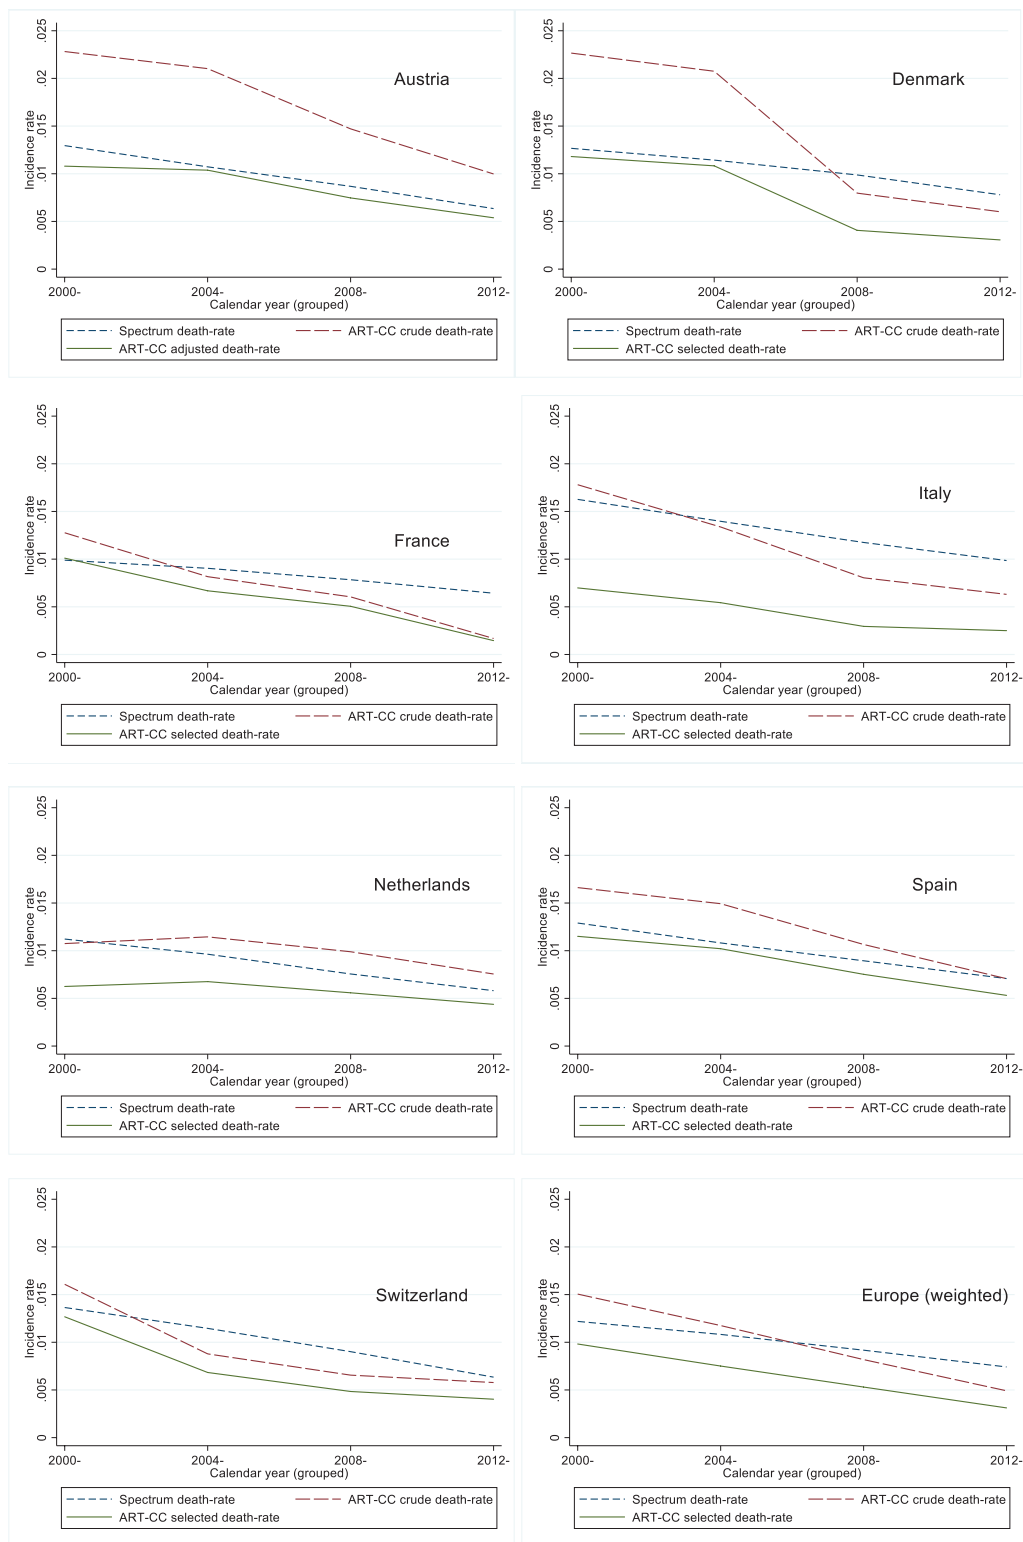 .025
.02
.015
.01
.005
0
Incidence rate
Austria
2000- 2004- 2008- 2012-
Calendar year (grouped)
Spectrum death-rate ART-CC crude death-rate
ART-CC adjusted death-rate
.025
.02
.015
.01
.005
0
Incidence rate
Denmark
2000- 2004- 2008- 2012-
Calendar year (grouped)
Spectrum death-rate ART-CC crude death-rate
ART-CC selected death-rate
.025
.02
.015
.01
.005
0
Incidence rate
France
2000- 2004- 2008- 2012-
Calendar year (grouped)
Spectrum death-rate ART-CC crude death-rate
ART-CC selected death-rate
.025
.02
.015
.01
.005
0
Incidence rate
Italy
2000- 2004- 2008- 2012-
Calendar year (grouped)
Spectrum death-rate ART-CC crude death-rate
ART-CC selected death-rate
.025
.02
.015
.01
.005
0
Incidence rate
Netherlands
2000- 2004- 2008- 2012-
Calendar year (grouped)
Spectrum death-rate ART-CC crude death-rate
ART-CC selected death-rate
.025
.02
.015
.01
.005
0
Incidence rate
Spain
2000- 2004- 2008- 2012-
Calendar year (grouped)
Spectrum death-rate ART-CC crude death-rate
ART-CC selected death-rate
.025
.02
.015
.01
.005
0
Incidence rate
Switzerland
2000- 2004- 2008- 2012-
Calendar year (grouped)
Spectrum death-rate ART-CC crude death-rate
ART-CC selected death-rate
.025
.02
.015
.01
.005
0
Incidence rate
Europe (weighted)
2000- 2004- 2008- 2012-
Calendar year (grouped)
Spectrum death-rate ART-CC crude death-rate
ART-CC selected death-rate